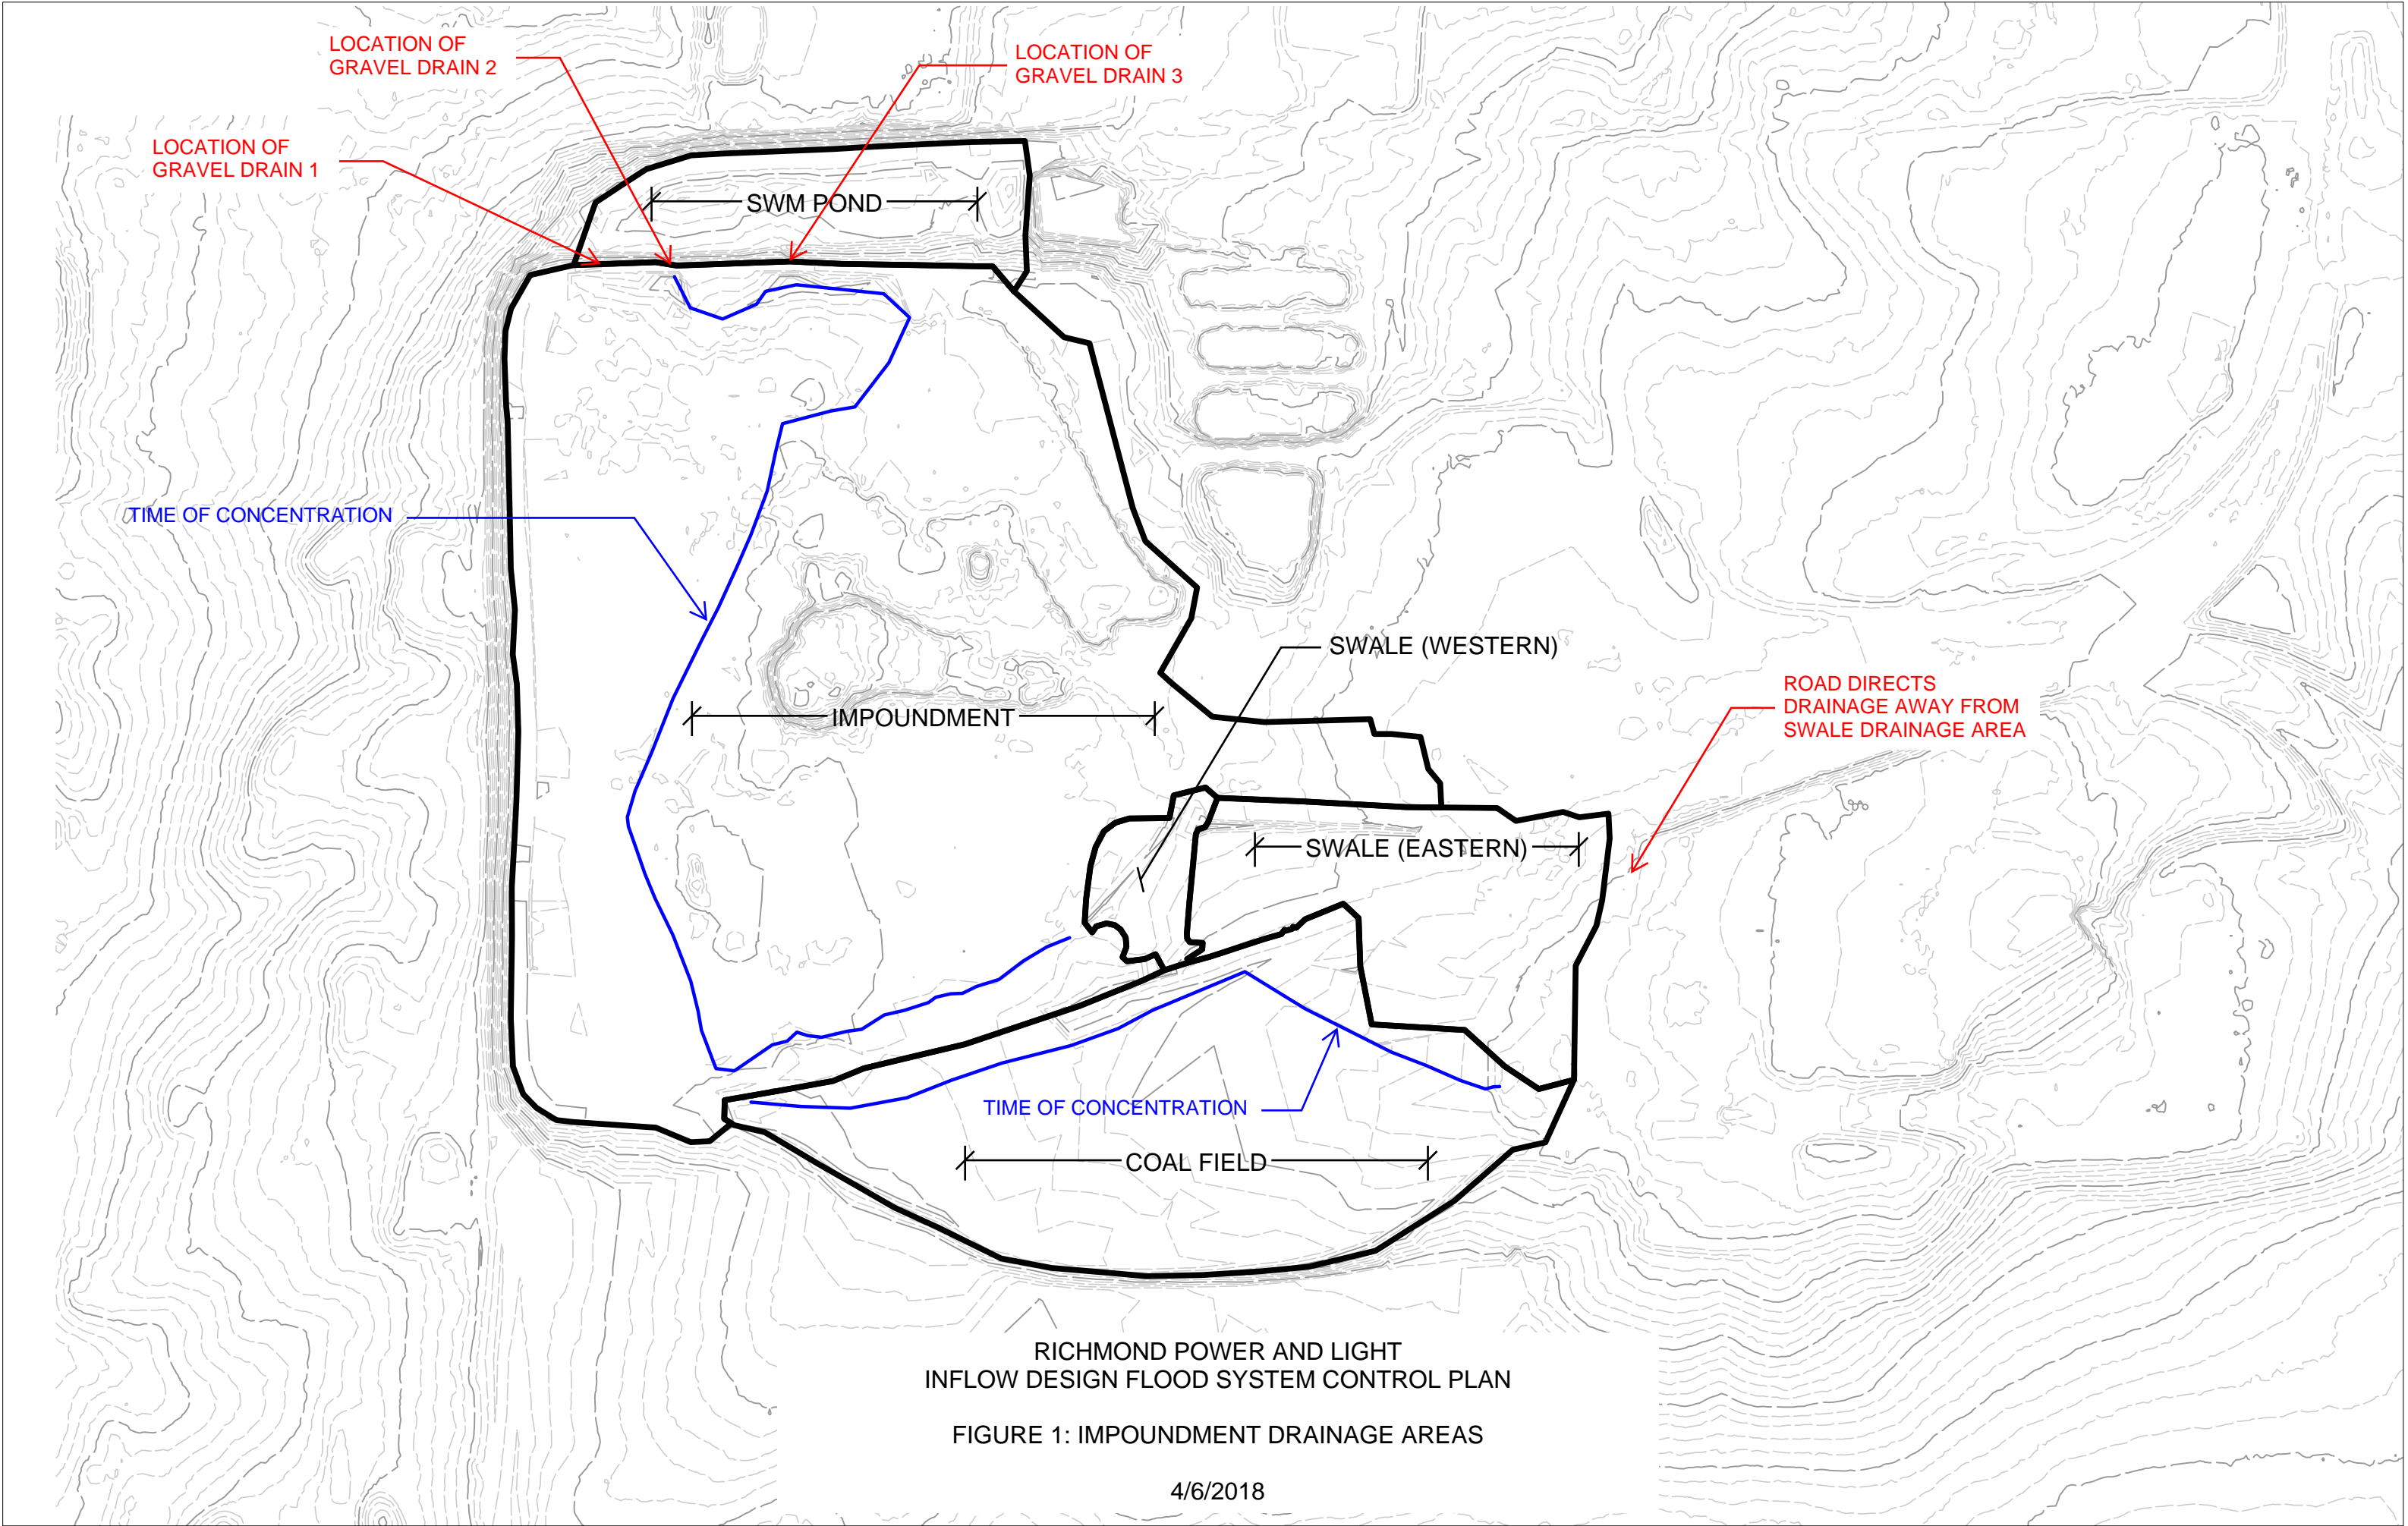 LOCATION OF
GRAVEL DRAIN 2
LOCATION OF
GRAVEL DRAIN 3
LOCATION OF
GRAVEL DRAIN 1
SWM POND
TIME OF CONCENTRATION
SWALE (WESTERN)
ROAD DIRECTS
DRAINAGE AWAY FROM
SWALE DRAINAGE AREA
IMPOUNDMENT
SWALE (EASTERN)
TIME OF CONCENTRATION
COAL FIELD
RICHMOND POWER AND LIGHT
INFLOW DESIGN FLOOD SYSTEM CONTROL PLAN
FIGURE 1: IMPOUNDMENT DRAINAGE AREAS
4/6/2018